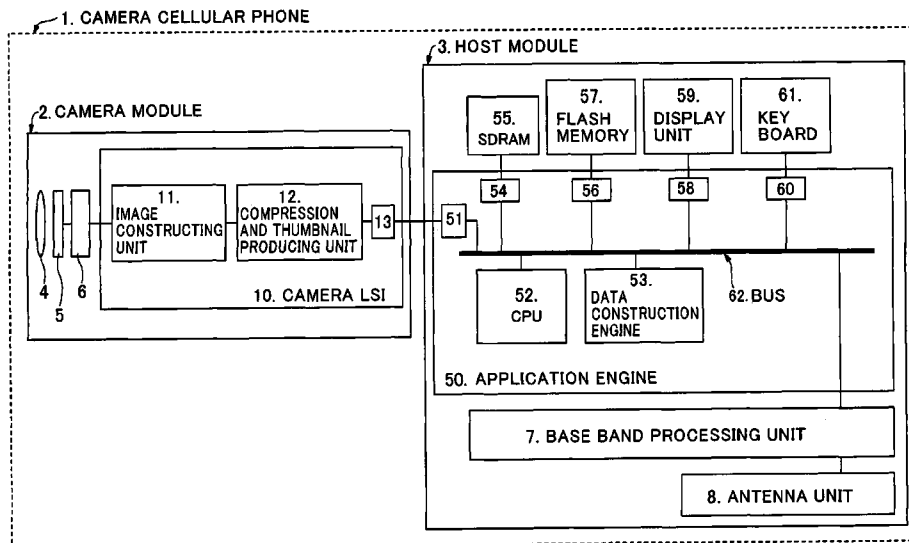 1. CAMERA CELLULAR PHONE
3. HOST MODULE
2. CAMERA MODULE
55.
SDRAM
57.
FLASH
MEMORY
59.
DISPLAY
UNIT
61.
KEY
BOARD
54
56
58
60
11.
IMAGE
CONSTRUCTING
UNIT
12.
COMPRESSION
AND THUMBNAIL
PRODUCING UNIT
13
51
4
5
6
10. CAMERA LSI
52.
CPU
53.
DATA
CONSTRUCTION
ENGINE
62. BUS
50. APPLICATION ENGINE
7. BASE BAND PROCESSING UNIT
8. ANTENNA UNIT